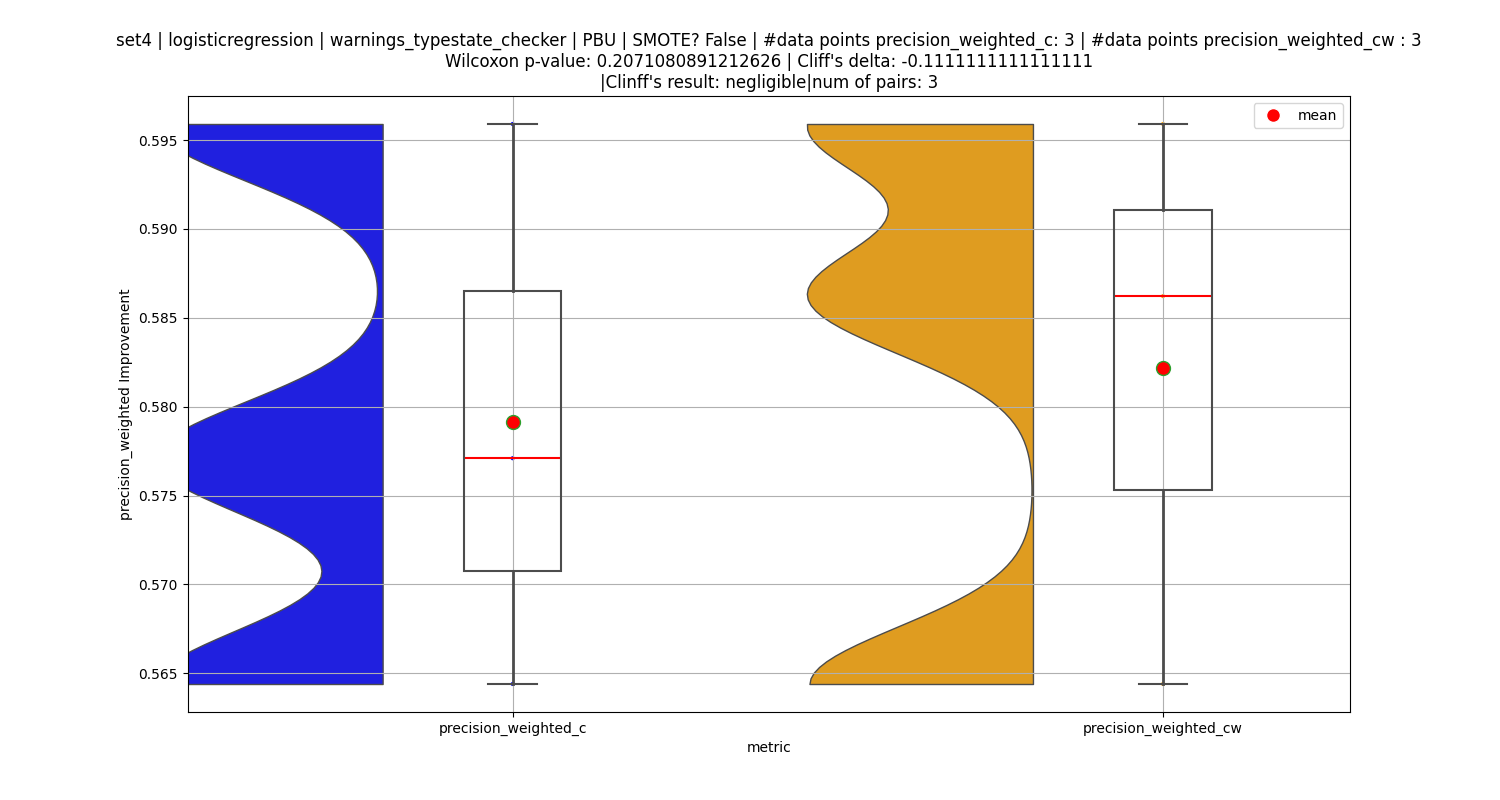 set4 | logisticregression | warnings_typestate_checker | PBU | SMOTE? False | #data points precision_weighted_c: 3 | #data points precision_weighted_cw : 3
Wilcoxon p-value: 0.2071080891212626 | Cliff's delta: -0.1111111111111111
|Clinff's result: negligible|num of pairs: 3
mean
0.595
0.590
0.585
0.580
0.575
0.570
0.565
precision_weighted Improvement
precision_weighted_c
precision_weighted_cw
metric